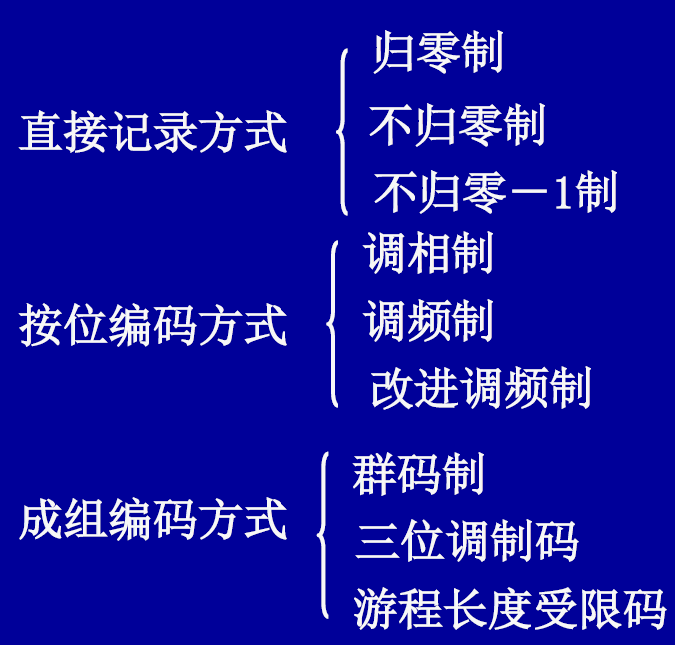 直接记录方式
归零制
不归零制
不归零－1制
按位编码方式
调相制
调频制
改进调频制
成组编码方式
群码制
三位调制码
游程长度受限码